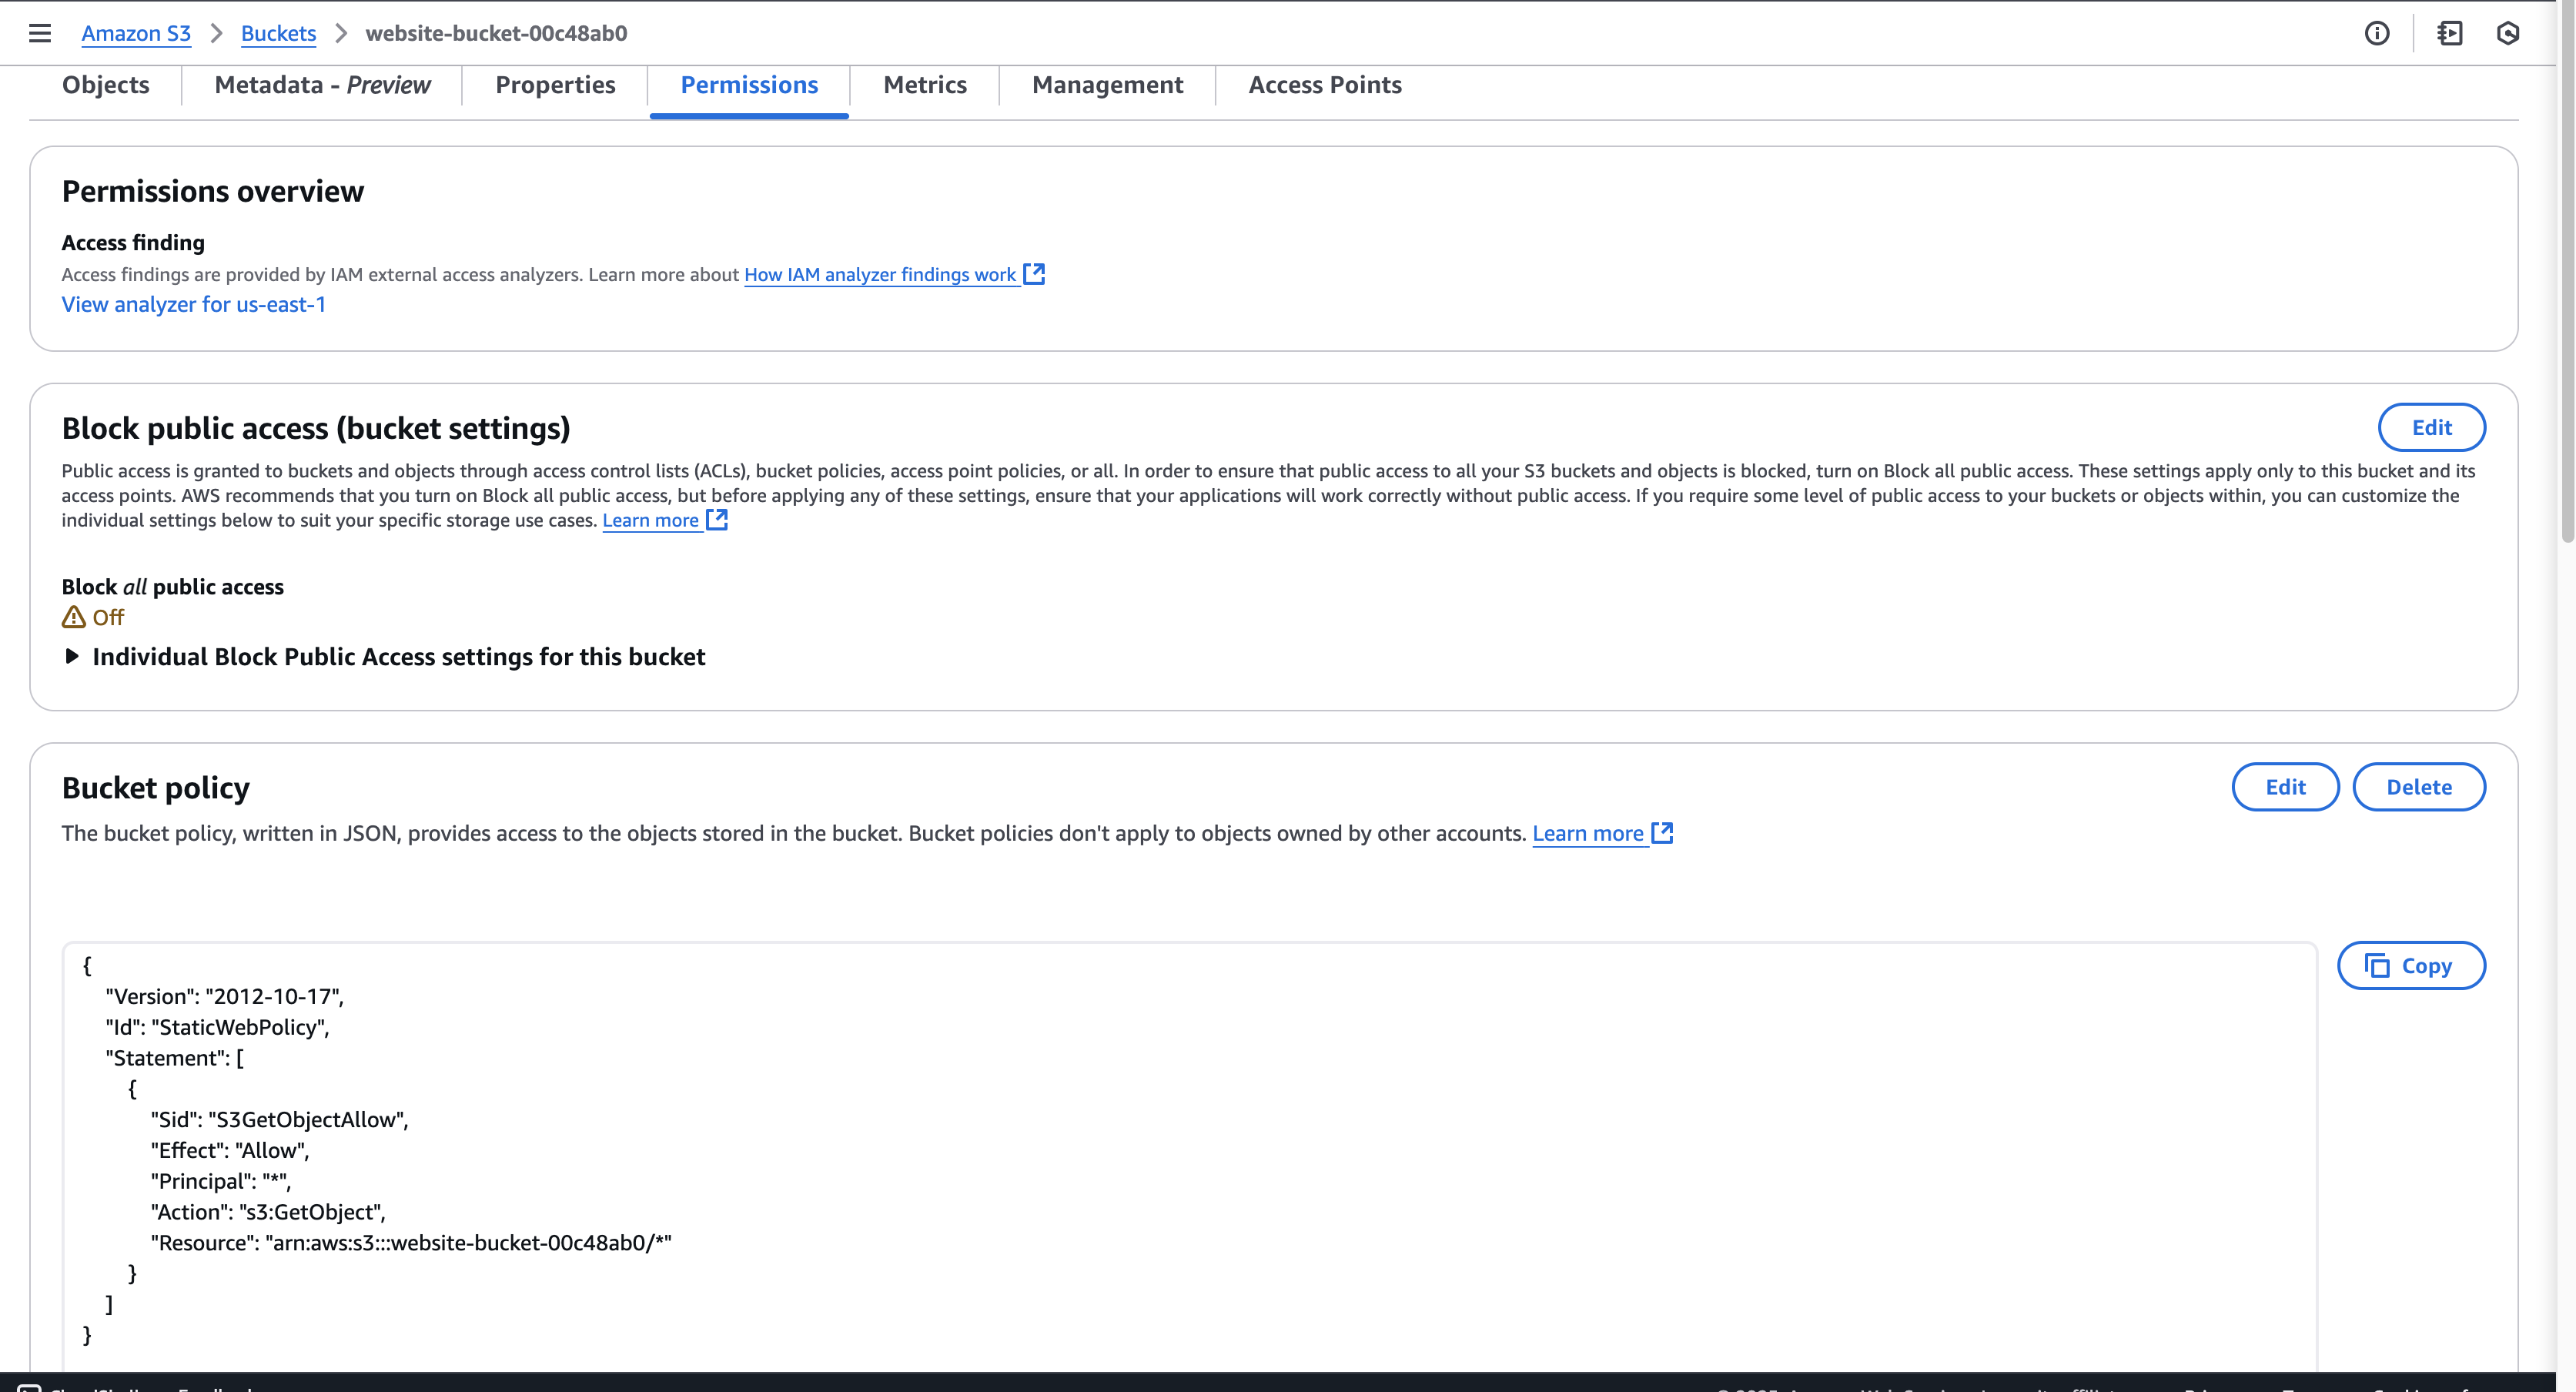 Amazon S3 > Buckets > website-bucket-00c48ab0
Objects Metadata - Preview Properties Permissions Metrics Management Access Points
Permissions overview
Access finding
Access findings are provided by IAM external access analyzers. Learn more about How IAM analyzer findings work
View analyzer for us-east-1
Block public access (bucket settings) Edit
Public access is granted to buckets and objects through access control lists (ACLs), bucket policies, access point policies, or all. In order to ensure that public access to all your S3 buckets and objects is blocked, turn on Block all public access. These settings apply only to this bucket and its
access points. AWS recommends that you turn on Block all public access, but before applying any of these settings, ensure that your applications will work correctly without public access. If you require some level of public access to your buckets or objects within, you can customize the
individual settings below to suit your specific storage use cases. Learn more
Block all public access
Off
Individual Block Public Access settings for this bucket
Bucket policy Edit Delete
The bucket policy, written in JSON, provides access to the objects stored in the bucket. Bucket policies don't apply to objects owned by other accounts. Learn more
{ Copy
"Version": "2012-10-17",
"Id": "StaticWebPolicy",
"Statement": [
{
"Sid": "S3GetObjectAllow",
"Effect": "Allow",
"Principal": "*",
"Action": "s3:GetObject",
"Resource": "arn:aws:s3:::website-bucket-00c48ab0/*"
}
]
}